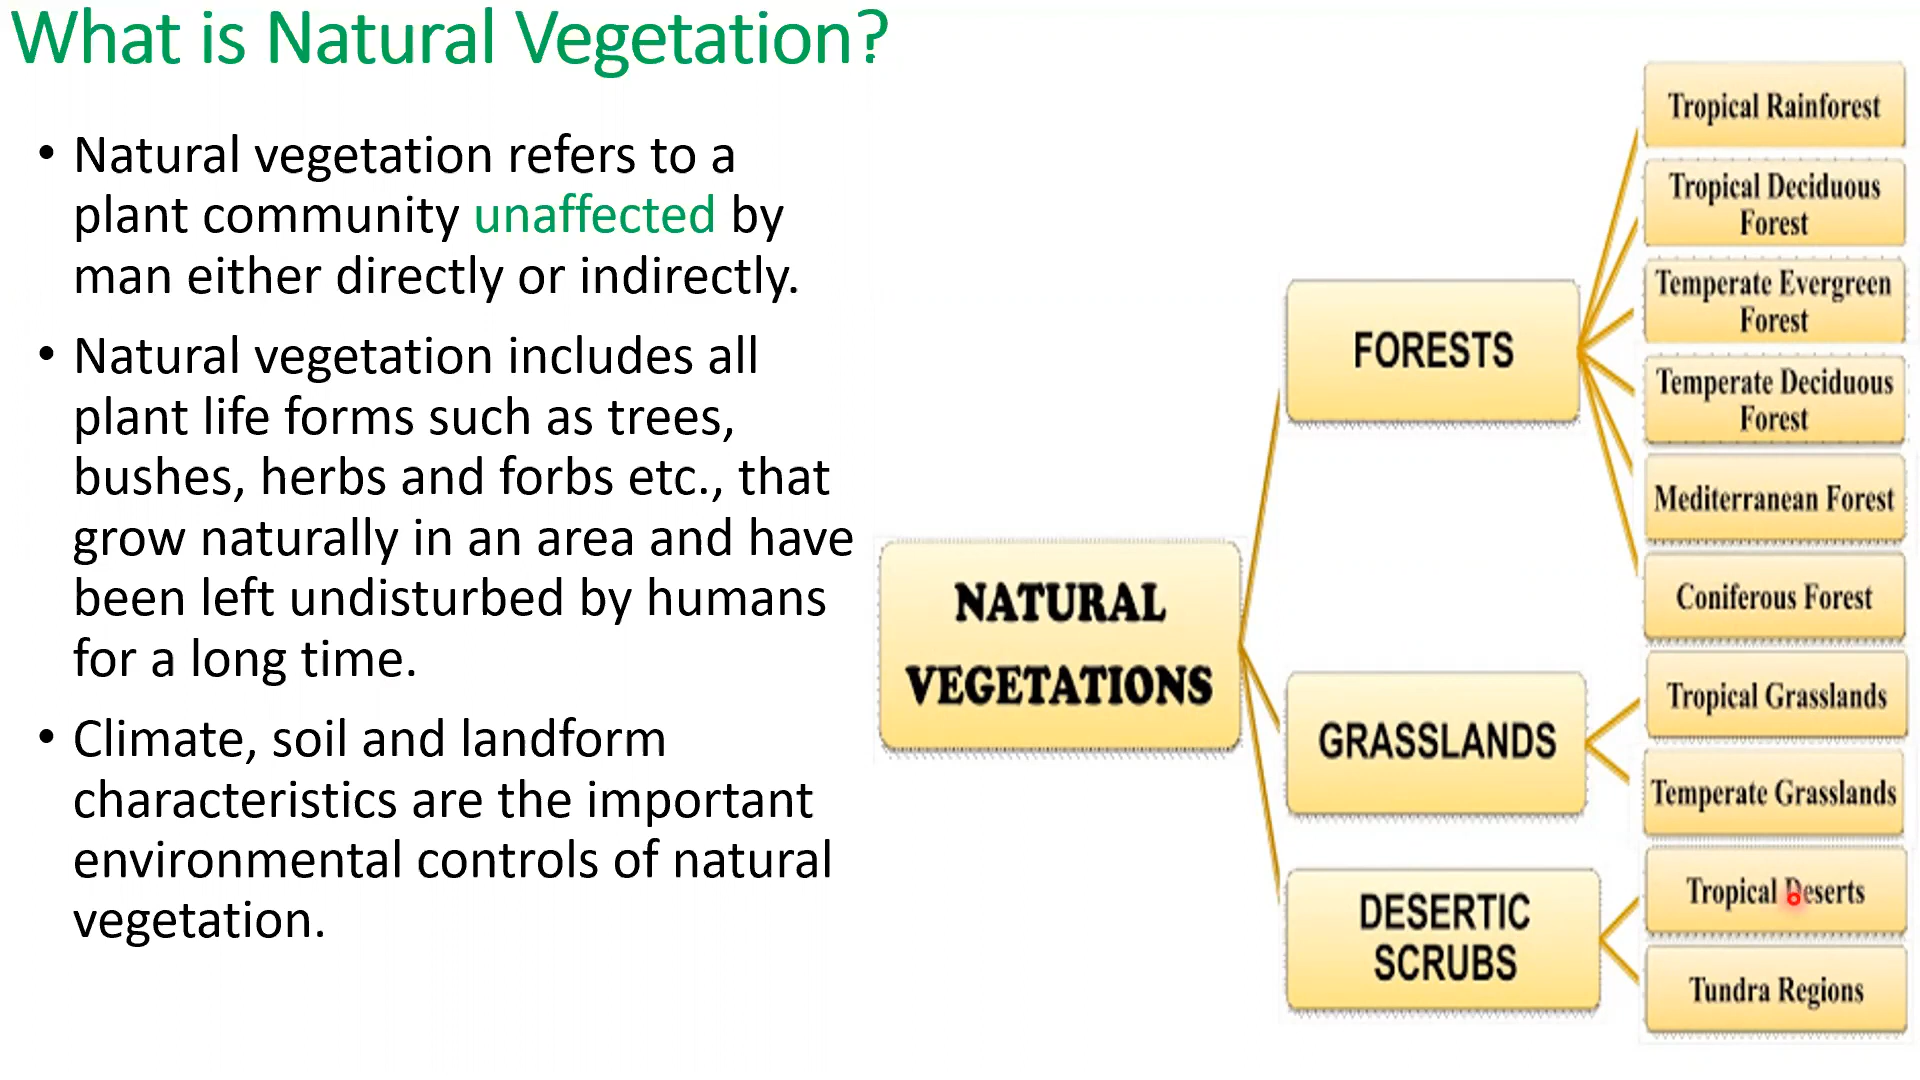 What is Natural Vegetation?
• Natural vegetation refers to a
plant community unaffected by
man either directly or indirectly.
• Natural vegetation includes all
plant life forms such as trees,
bushes, herbs and forbs etc., that
grow naturally in an area and have
been left undisturbed by humans
for a long time.
• Climate, soil and landform
characteristics are the important
environmental controls of natural
vegetation.
NATURAL
VEGETATIONS
FORESTS
Tropical Rainforest
Tropical Deciduous
Forest
Temperate Evergreen
Forest
Temperate Deciduous
Forest
Mediterranean Forest
Coniferous Forest
GRASSLANDS
Tropical Grasslands
Temperate Grasslands
DESERTIC
SCRUBS
Tropical Deserts
Tundra Regions